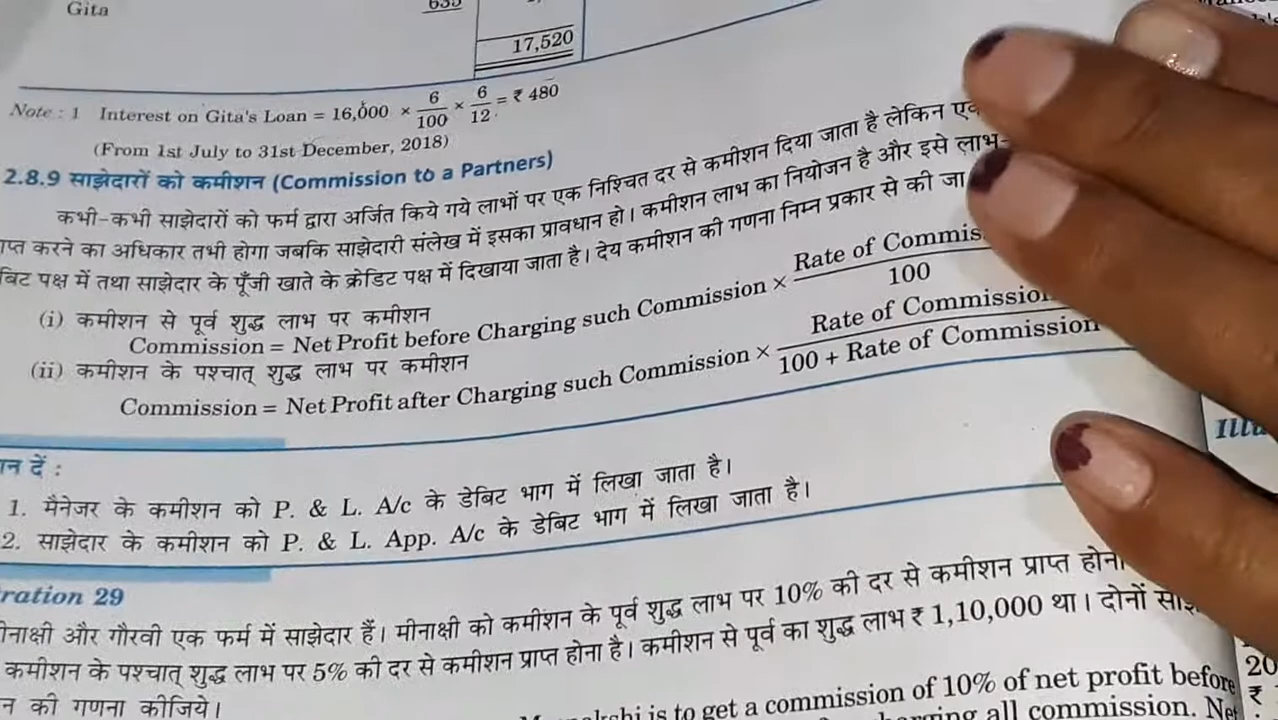 Gita 635
17,520
Note : 1 Interest on Gita's Loan = 16,000 × 6/100 × 6/12 = ₹ 480
(From 1st July to 31st December, 2018)
2.8.9 साझेदारों को कमीशन (Commission to a Partners)
कभी-कभी साझेदारों को फर्म द्वारा अर्जित किये गये लाभों पर एक निश्चित दर से कमीशन दिया जाता है लेकिन
करने का अधिकार तभी होगा जबकि साझेदारी संलेख में इसका प्रावधान हो। कमीशन लाभ का नियोजन है और इसे लाभ-
पक्ष में तथा साझेदार के पूँजी खाते के क्रेडिट पक्ष में दिखाया जाता है। देय कमीशन की गणना निम्न प्रकार से की जा
(i) कमीशन से पूर्व शुद्ध लाभ पर कमीशन
Commission = Net Profit before Charging such Commission × Rate of Commis / 100
(ii) कमीशन के पश्चात् शुद्ध लाभ पर कमीशन
Commission = Net Profit after Charging such Commission × Rate of Commission / 100 + Rate of Commission
न दें :
1. मैनेजर के कमीशन को P. & L. A/c के डेबिट भाग में लिखा जाता है।
2. साझेदार के कमीशन को P. & L. App. A/c के डेबिट भाग में लिखा जाता है।
ration 29
और गौरवी एक फर्म में साझेदार हैं। मीनाक्षी को कमीशन के पूर्व शुद्ध लाभ पर 10% की दर से कमीशन प्राप्त
कमीशन के पश्चात् शुद्ध लाभ पर 5% की दर से कमीशन प्राप्त होना है। कमीशन से पूर्व का शुद्ध लाभ ₹ 1,10,000 था। दोनों
की गणना कीजिये।
is to get a commission of 10% of net profit before
all commission. Net
Illu
20
₹